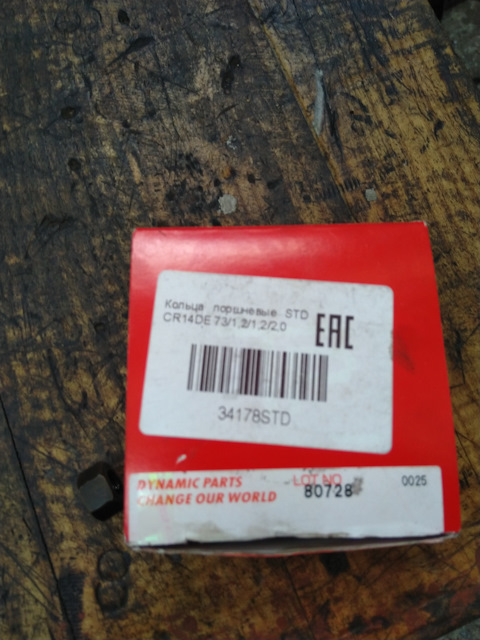 Кольца поршневые STD
CR14DE 73/1,2/1,2/2.0
EAC
34178STD
DYNAMIC PARTS
CHANGE OUR WORLD
LOT NO
80728
0025